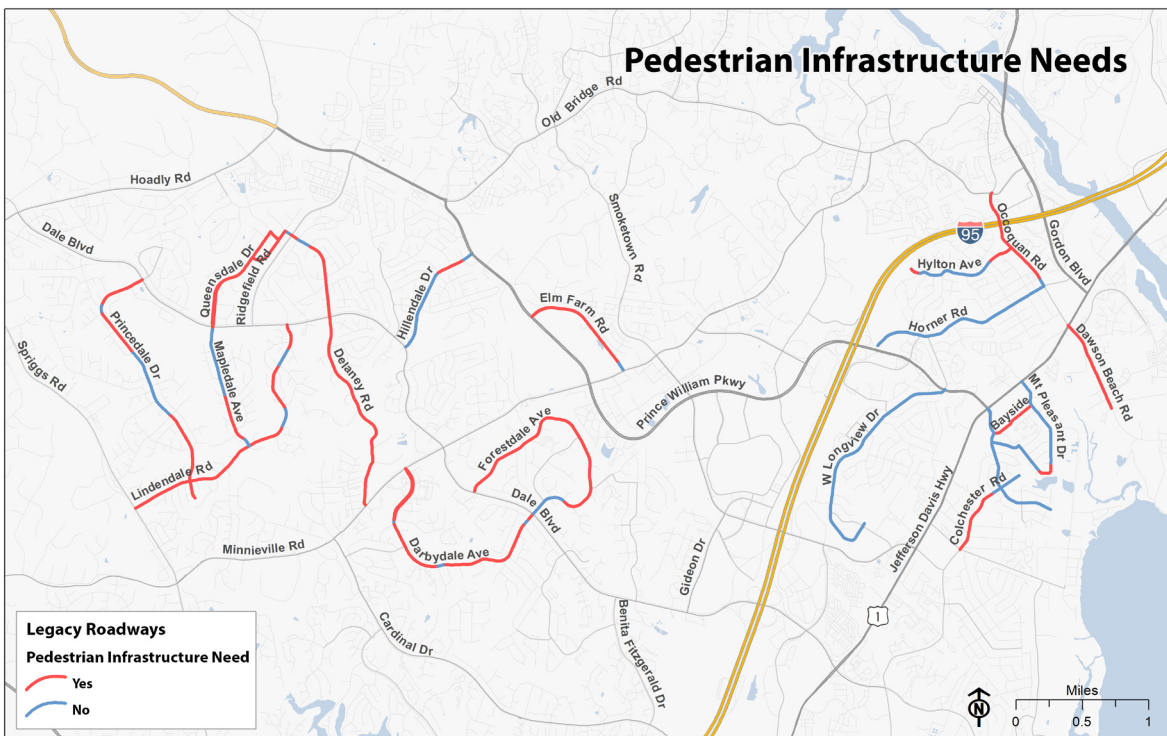 Pedestrian Infrastructure Needs
Old Bridge Rd
Hoadly Rd
Dale Blvd
Smoketown Rd
Occoquan Rd
Gordon Blvd
95
Hylton Ave
Queensdale Dr
Ridgefield Rd
Hillendale Dr
Elm Farm Rd
Horner Rd
Princedale Dr
Mapledale Ave
Delaney Rd
Spriggs Rd
Prince William Pkwy
Dawson Beach Rd
Mt Pleasant Dr
Bayside
W Longview Dr
Forestdale Ave
Lindendale Rd
Dale Blvd
Colchester Rd
Jefferson Davis Hwy
Minnieville Rd
Darbydale Ave
Gideon Dr
Cardinal Dr
Benita Fitzgerald Dr
1
Legacy Roadways
Pedestrian Infrastructure Need
Yes
No
N
Miles
0 0.5 1